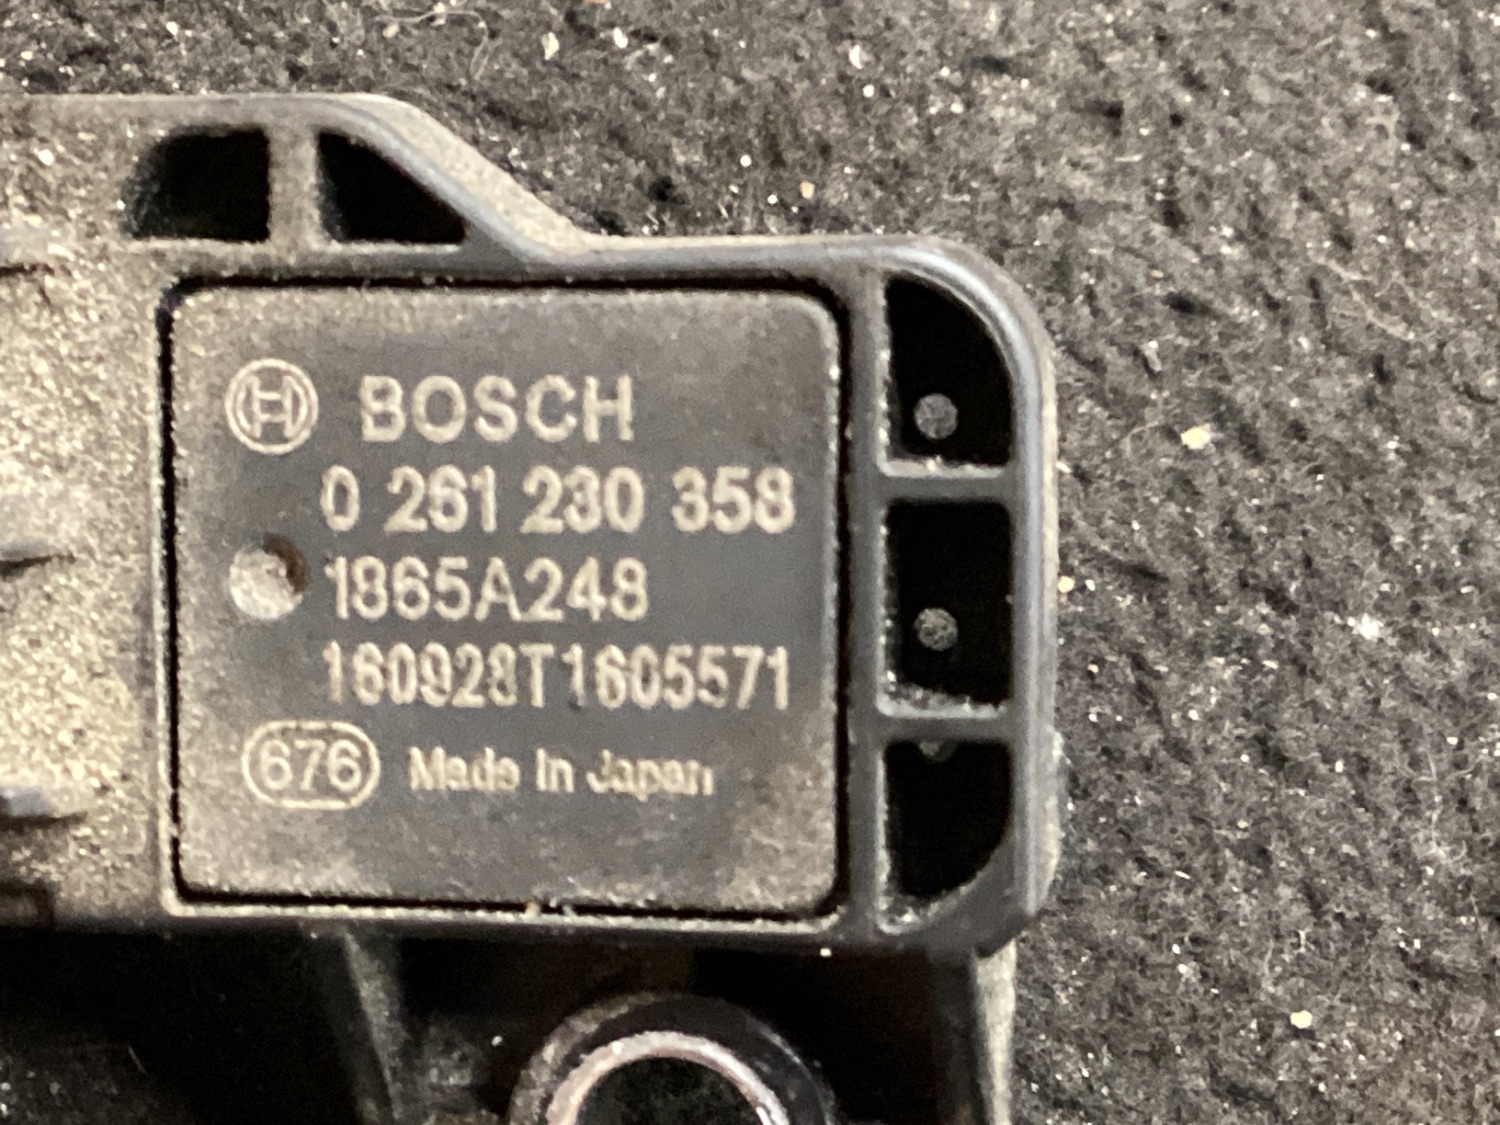 BOSCH
0 261 230 358
1865A248
160928T1605571
676 Made in Japan